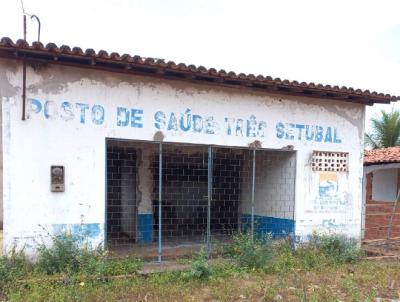 POSTO DE SAÚDE TRÊS SETUBAL